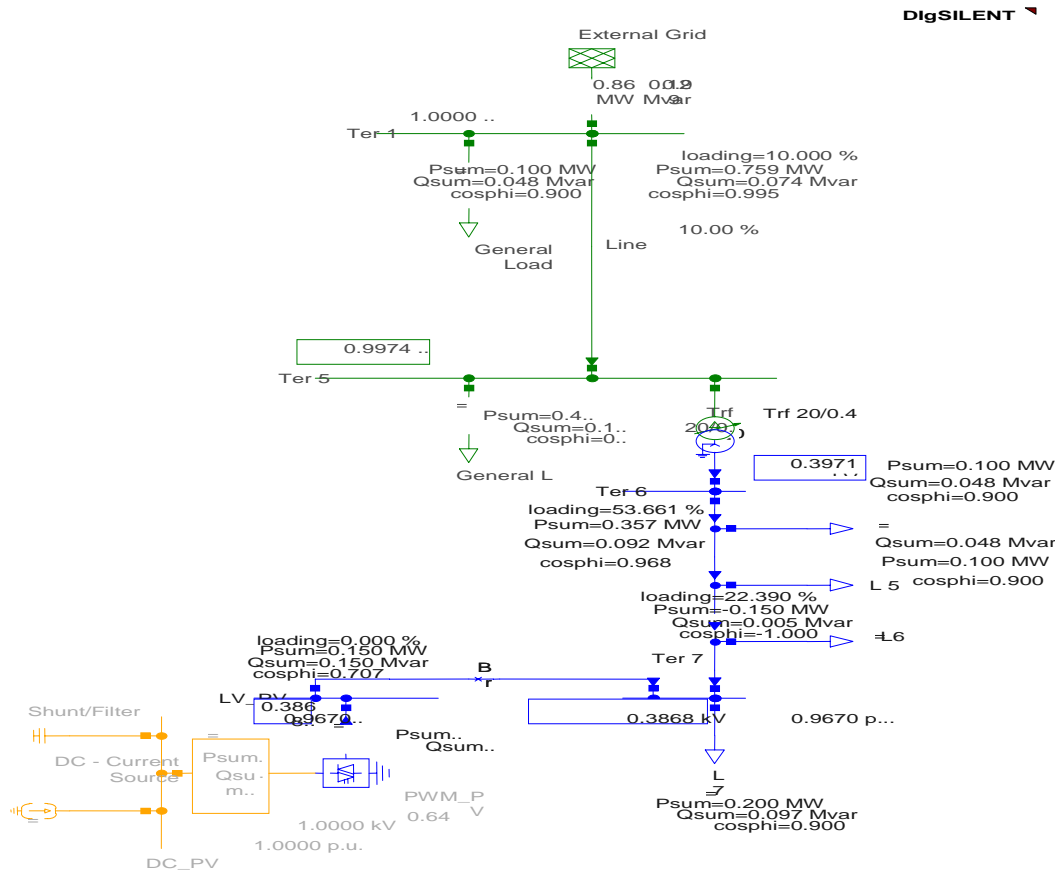 DIgSILENT
External Grid
0.86
MW Mvar
1.0000 ..
Ter 1
loading=10.000 %
Psum=0.100 MW
Psum=0.759 MW
Qsum=0.048 Mvar
Qsum=0.074 Mvar
cosphi=0.900
cosphi=0.995
10.00 %
Line
General
Load
0.9974 ..
Ter 5
=
Psum=0.4..
Qsum=0.1..
cosphi=0..
Trf
Trf 20/0.4
General L
0.3971
Psum=0.100 MW
Qsum=0.048 Mvar
cosphi=0.900
Ter 6
loading=53.661 %
Psum=0.357 MW
Qsum=0.092 Mvar
cosphi=0.968
=
Qsum=0.048 Mvar
Psum=0.100 MW
cosphi=0.900
L 5
loading=22.390 %
Psum=-0.150 MW
Qsum=0.005 Mvar
cosphi=-1.000
L6
loading=0.000 %
Psum=0.150 MW
Qsum=0.150 Mvar
cosphi=0.707
B
r
Ter 7
LV_PV
0.386
0.9670..
0.3868 kV
0.9670 p...
Psum..
Qsum..
Shunt/Filter
=
DC - Current
Source
Psum.
Qsu
m..
PWM_P
V
0.64
1.0000 kV
1.0000 p.u.
DC_PV
L
7
Psum=0.200 MW
Qsum=0.097 Mvar
cosphi=0.900